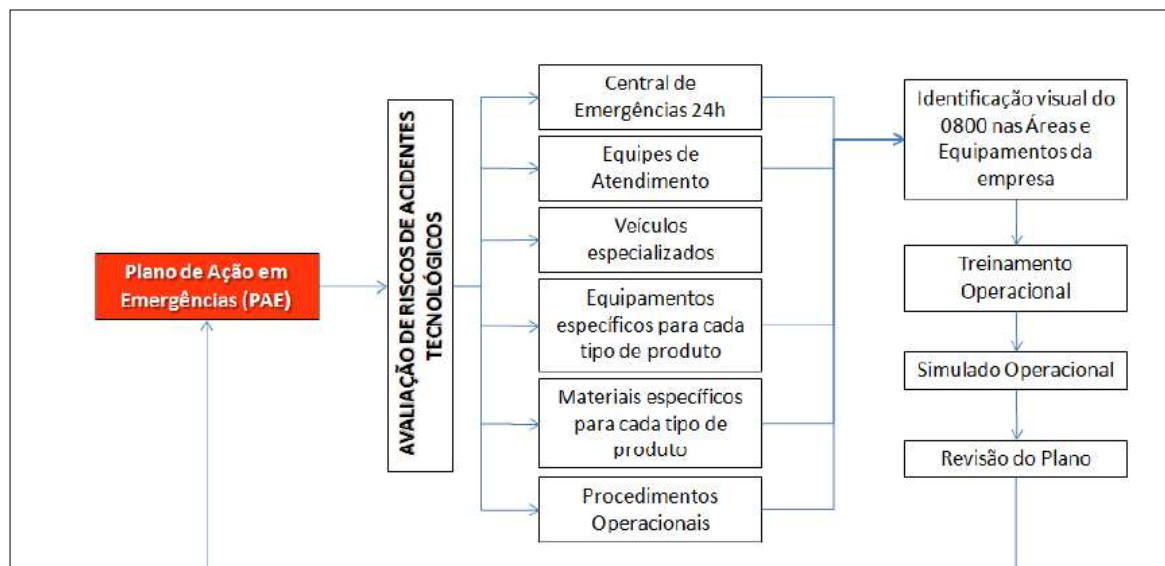 Plano de Ação em
Emergências (PAE)
AVALIAÇÃO DE RISCOS DE ACIDENTES
TECNOLÓGICOS
Central de
Emergências 24h
Equipes de
Atendimento
Veículos
especializados
Equipamentos
específicos para cada
tipo de produto
Materiais específicos
para cada tipo de
produto
Procedimentos
Operacionais
Identificação visual do
0800 nas Áreas e
Equipamentos da
empresa
Treinamento
Operacional
Simulado Operacional
Revisão do Plano